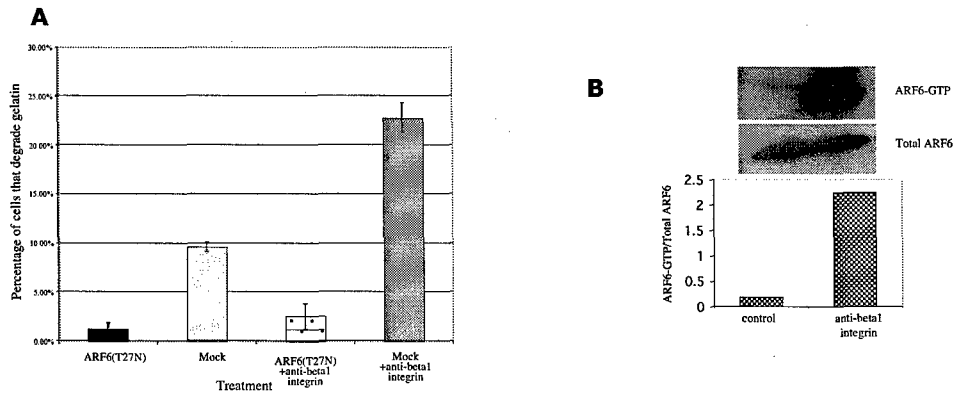 A
30.00%
25.00%
20.00%
15.00%
10.00%
5.00%
0.00%
Percentage of cells that degrade gelatin
ARF6(T27N)
Mock
ARF6(T27N)
+anti-beta1
integrin
Mock
+anti-beta1
integrin
Treatment
B
ARF6-GTP
Total ARF6
2.5
2
1.5
1
0.5
0
ARF6-GTP/Total ARF6
control
anti-beta1
integrin